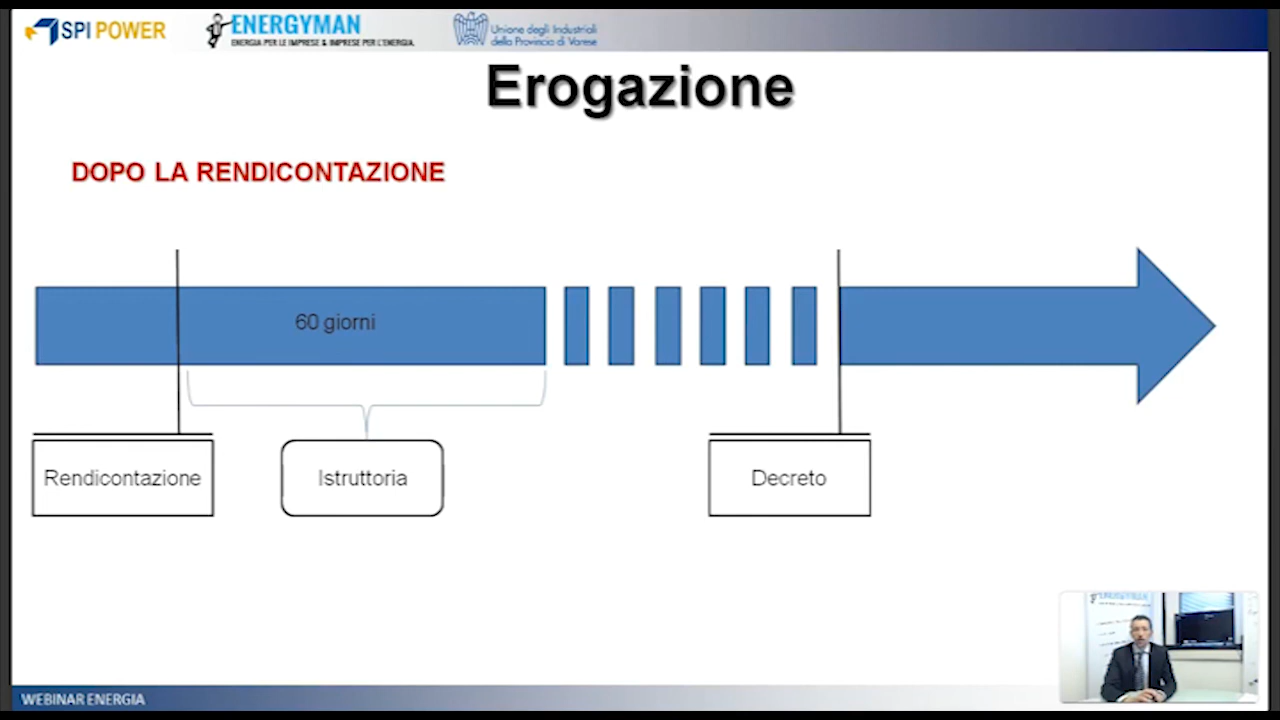 SPI POWER
ENERGYMAN
ENERGIA PER LE IMPRESE & IMPRESE PER L'ENERGIA.
Unione degli Industriali
della Provincia di Varese
Erogazione
DOPO LA RENDICONTAZIONE
60 giorni
Rendicontazione
Istruttoria
Decreto
ENERGYMAN
WEBINAR ENERGIA